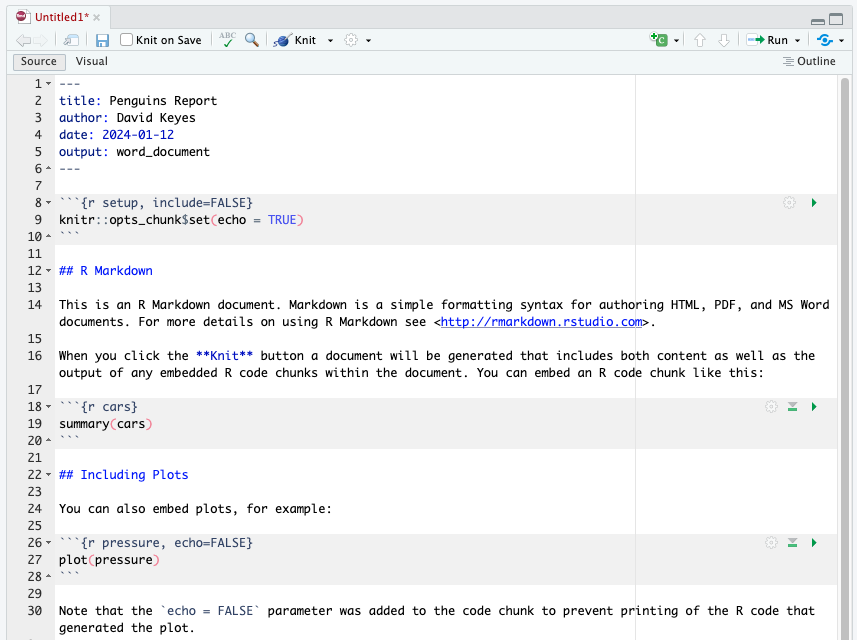 Untitled1*
Knit on Save ABC Knit Run
Source Visual Outline
1 ---
2 title: Penguins Report
3 author: David Keyes
4 date: 2024-01-12
5 output: word_document
6 ---
7
8 ```{r setup, include=FALSE}
9 knitr::opts_chunk$set(echo = TRUE)
10 ```
11
12 ## R Markdown
13
14 This is an R Markdown document. Markdown is a simple formatting syntax for authoring HTML, PDF, and MS Word
documents. For more details on using R Markdown see <http://rmarkdown.rstudio.com>.
15
16 When you click the **Knit** button a document will be generated that includes both content as well as the
output of any embedded R code chunks within the document. You can embed an R code chunk like this:
17
18 ```{r cars}
19 summary(cars)
20 ```
21
22 ## Including Plots
23
24 You can also embed plots, for example:
25
26 ```{r pressure, echo=FALSE}
27 plot(pressure)
28 ```
29
30 Note that the `echo = FALSE` parameter was added to the code chunk to prevent printing of the R code that
generated the plot.